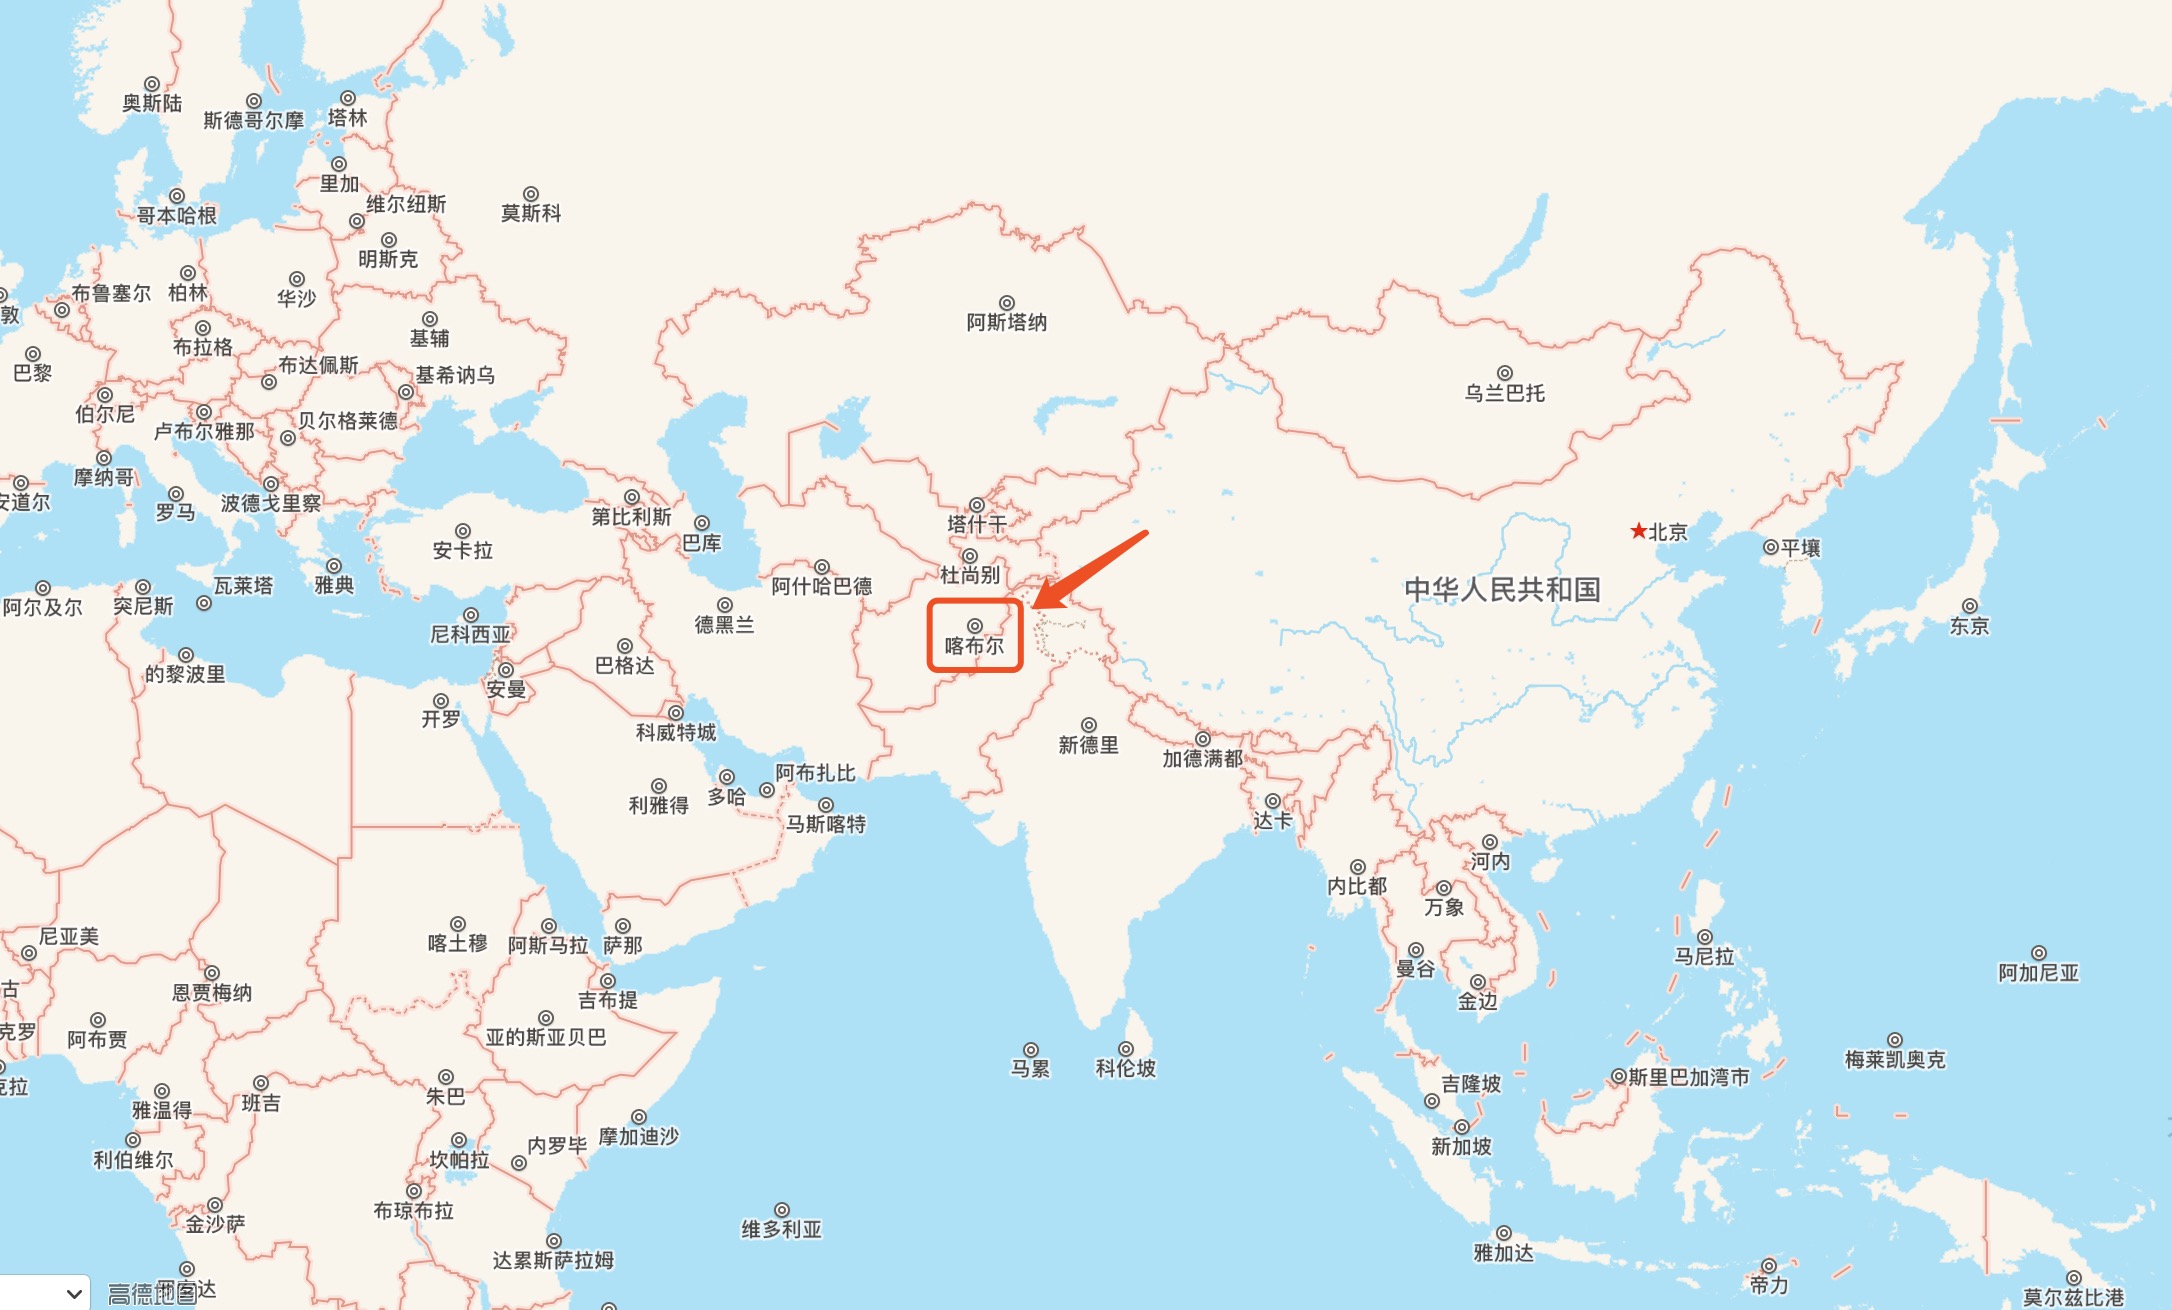 奥斯陆
斯德哥尔摩
塔林
里加
维尔纽斯
莫斯科
哥本哈根
明斯克
布鲁塞尔
柏林
华沙
敦
基辅
阿斯塔纳
布拉格
布达佩斯
巴黎
基希讷乌
乌兰巴托
伯尔尼
卢布尔雅那
贝尔格莱德
摩纳哥
安道尔
罗马
波德戈里察
第比利斯
塔什干
北京
巴库
安卡拉
平壤
杜尚别
阿什哈巴德
瓦莱塔
雅典
中华人民共和国
阿尔及尔
突尼斯
德黑兰
东京
尼科西亚
喀布尔
巴格达
的黎波里
安曼
开罗
科威特城
新德里
加德满都
阿布扎比
多哈
利雅得
马斯喀特
达卡
河内
内比都
万象
尼亚美
喀土穆
阿斯马拉
萨那
马尼拉
曼谷
阿加尼亚
古
恩贾梅纳
吉布提
金边
克罗
阿布贾
亚的斯亚贝巴
马累
科伦坡
梅莱凯奥克
斯里巴加湾市
克拉
吉隆坡
雅温得
班吉
朱巴
摩加迪沙
内罗毕
新加坡
利伯维尔
坎帕拉
布琼布拉
金沙萨
维多利亚
雅加达
达累斯萨拉姆
帝力
高德地图
莫尔兹比港